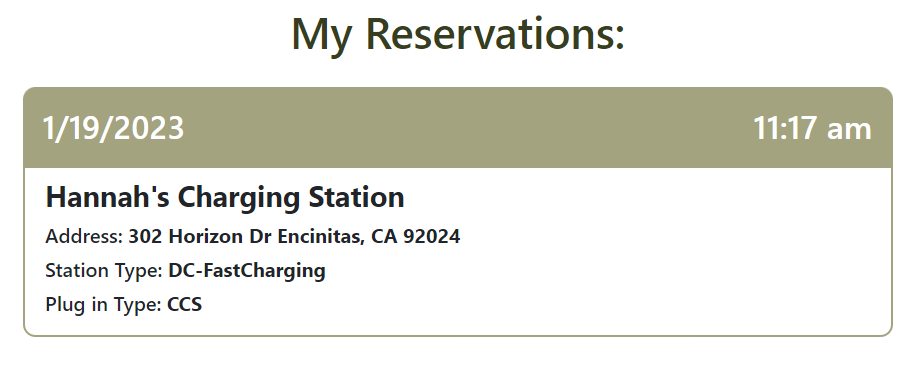 My Reservations:
1/19/2023 11:17 am
Hannah's Charging Station
Address: 302 Horizon Dr Encinitas, CA 92024
Station Type: DC-FastCharging
Plug in Type: CCS